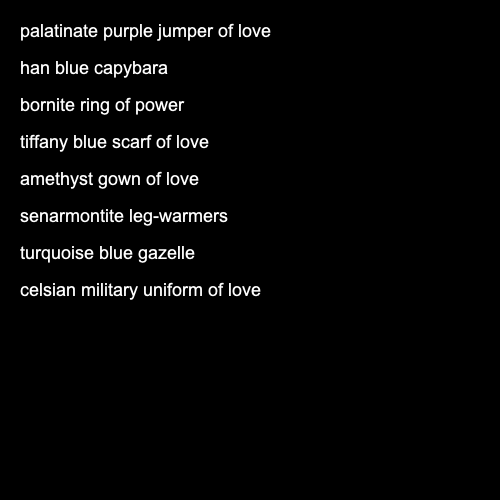 palatinate purple jumper of love
han blue capybara
bornite ring of power
tiffany blue scarf of love
amethyst gown of love
senarmontite leg-warmers
turquoise blue gazelle
celsian military uniform of love